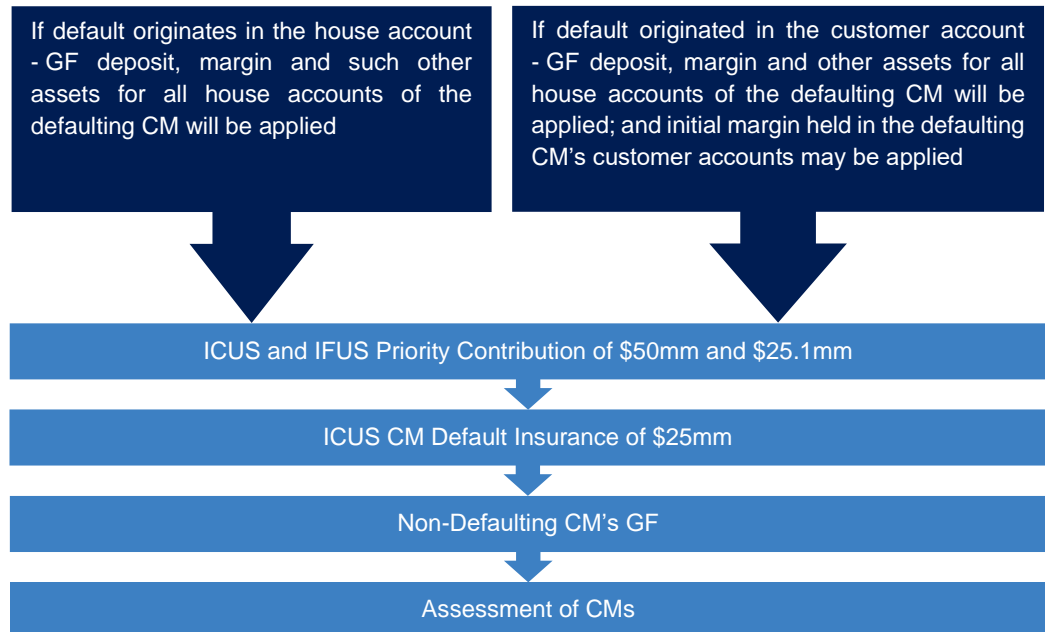 If default originates in the house account
- GF deposit, margin and such other
assets for all house accounts of the
defaulting CM will be applied
If default originated in the customer account
- GF deposit, margin and other assets for all
house accounts of the defaulting CM will be
applied; and initial margin held in the defaulting
CM’s customer accounts may be applied
ICUS and IFUS Priority Contribution of $50mm and $25.1mm
ICUS CM Default Insurance of $25mm
Non-Defaulting CM’s GF
Assessment of CMs